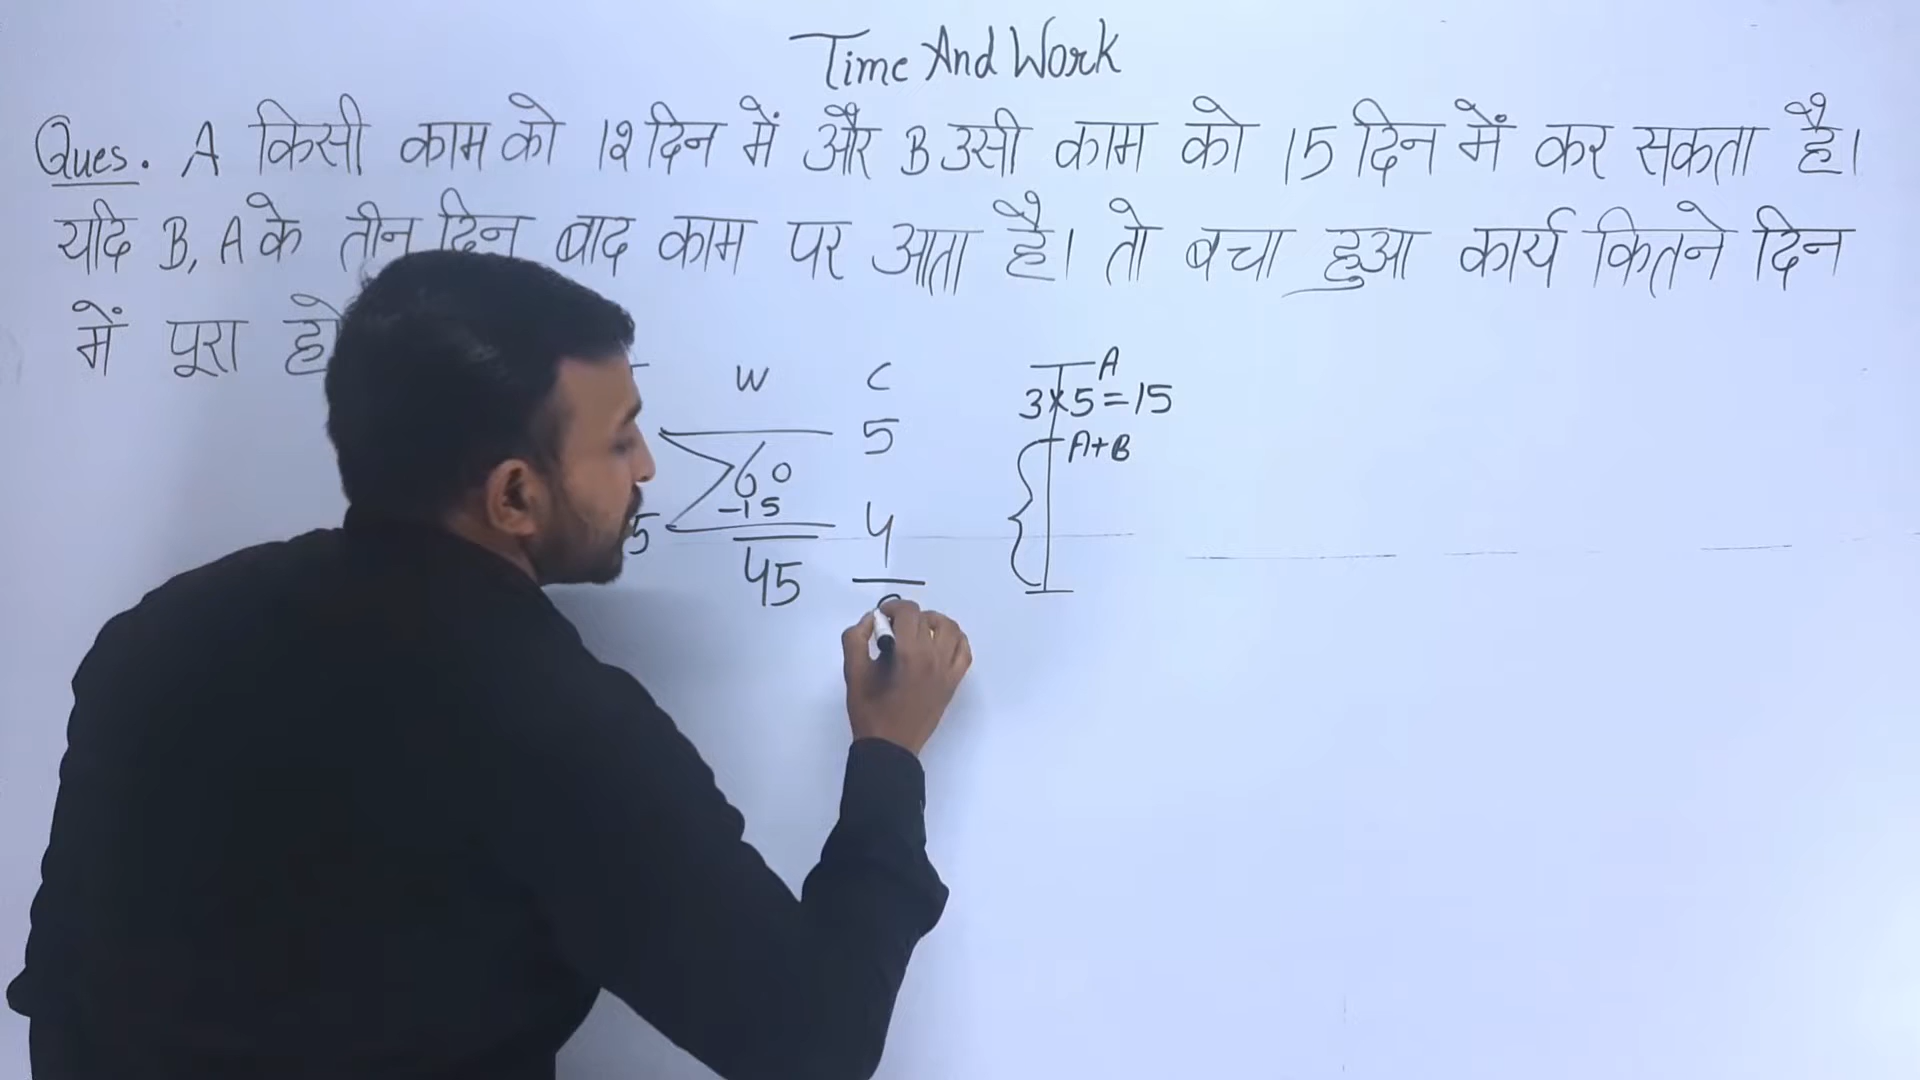 Time And Work
Ques. A किसी काम को 12 दिन में और B उसी काम को 15 दिन में कर सकता है।
यदि B, A के तीन दिन बाद काम पर आता है। तो बचा हुआ कार्य कितने दिन
में पूरा
W C
5
60
-15
5 4
45
A
3×5=15
A+B